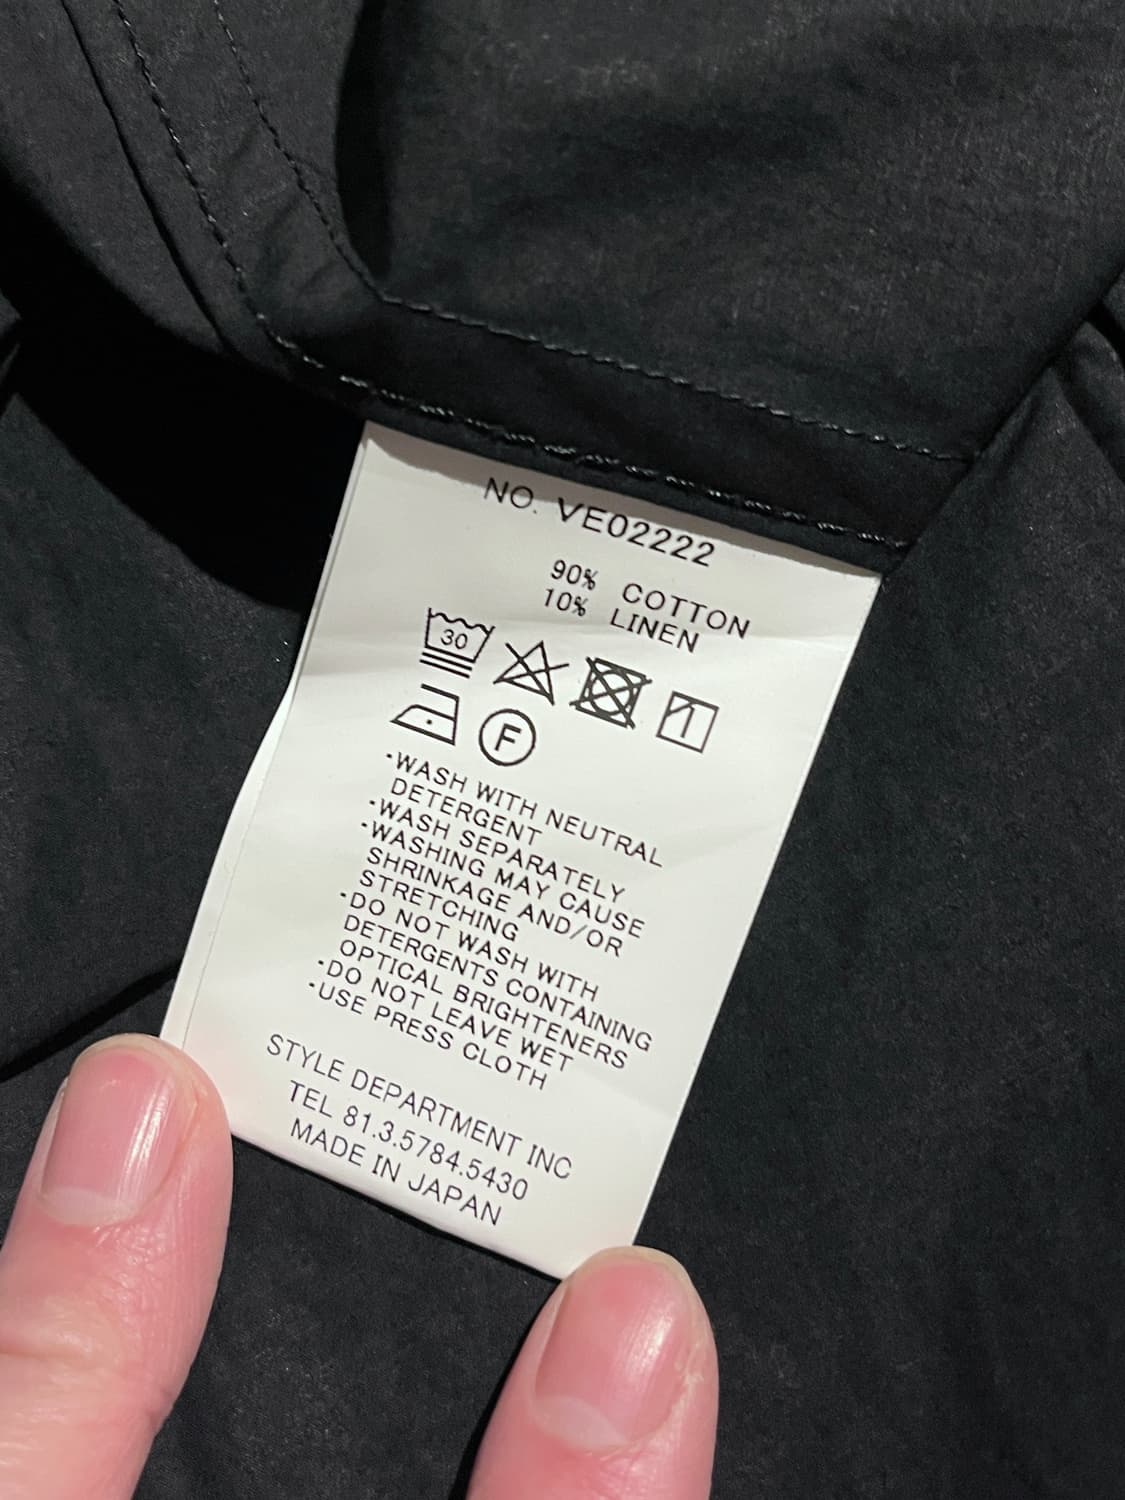 NO. VE02222
90% COTTON
10% LINEN
30
F
·WASH WITH NEUTRAL
DETERGENT
·WASH SEPARATELY
·WASHING MAY CAUSE
SHRINKAGE AND/OR
STRETCHING
·DO NOT WASH WITH
DETERGENTS CONTAINING
OPTICAL BRIGHTENERS
·DO NOT LEAVE WET
·USE PRESS CLOTH
STYLE DEPARTMENT INC
TEL 81.3.5784.5430
MADE IN JAPAN